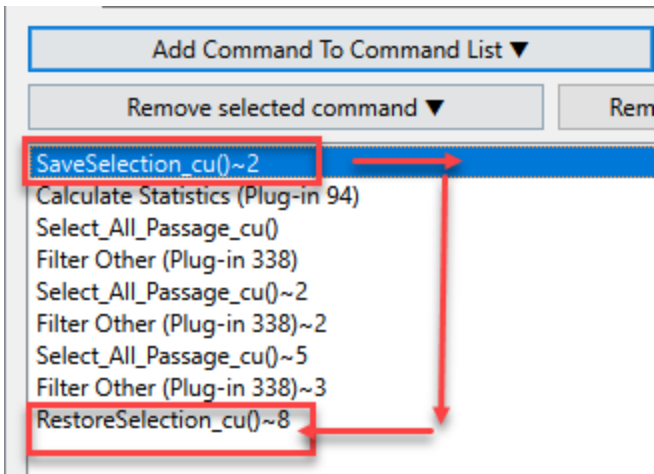 Add Command To Command List ▼
Remove selected command ▼
Rem
SaveSelection_cu()~2
Calculate Statistics (Plug-in 94)
Select_All_Passage_cu()
Filter Other (Plug-in 338)
Select_All_Passage_cu()~2
Filter Other (Plug-in 338)~2
Select_All_Passage_cu()~5
Filter Other (Plug-in 338)~3
RestoreSelection_cu()~8